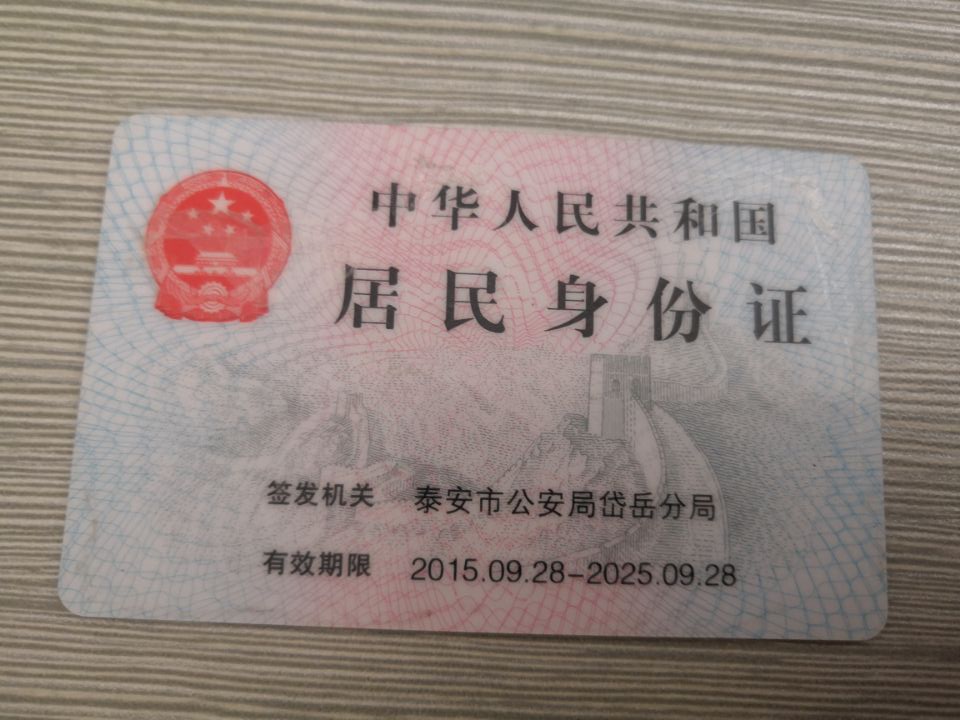 中华人民共和国
居民身份证
签发机关 泰安市公安局岱岳分局
有效期限 2015.09.28-2025.09.28